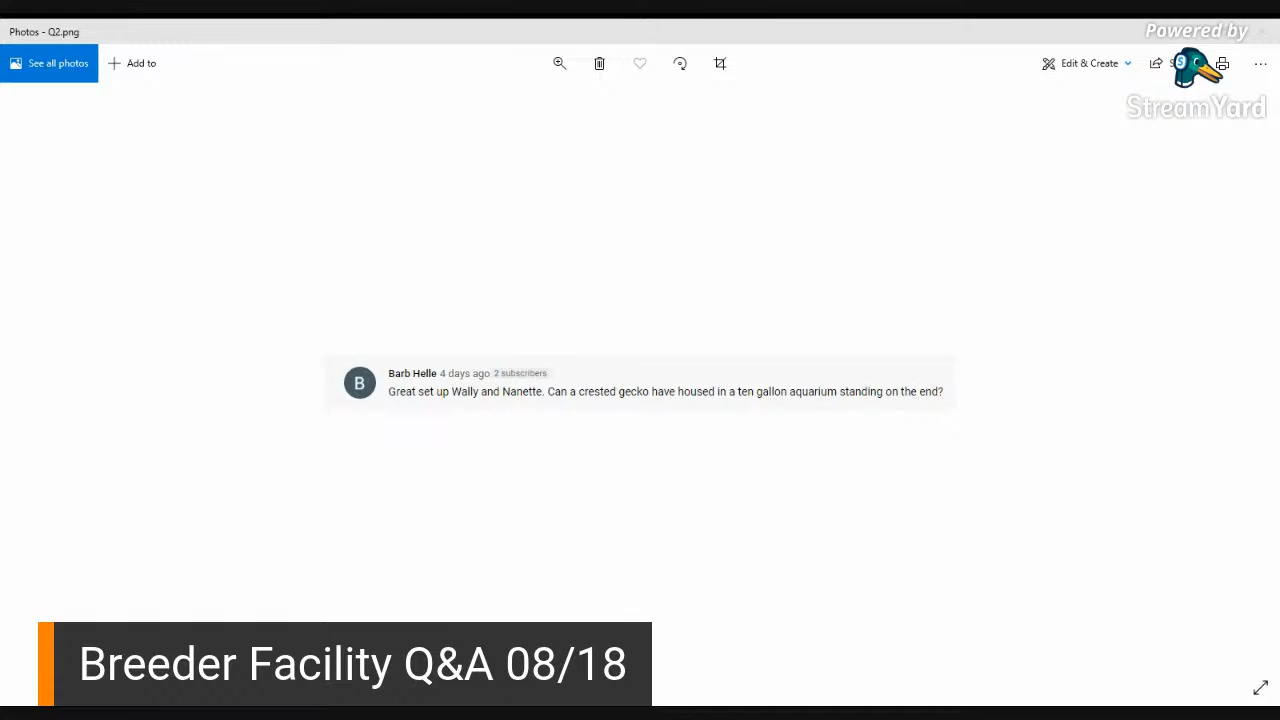 Photos - Q2.png
Powered by
See all photos
Add to
Edit & Create
StreamYard
B
Barb Helle 4 days ago 2 subscribers
Great set up Wally and Nanette. Can a crested gecko have housed in a ten gallon aquarium standing on the end?
Breeder Facility Q&A 08/18